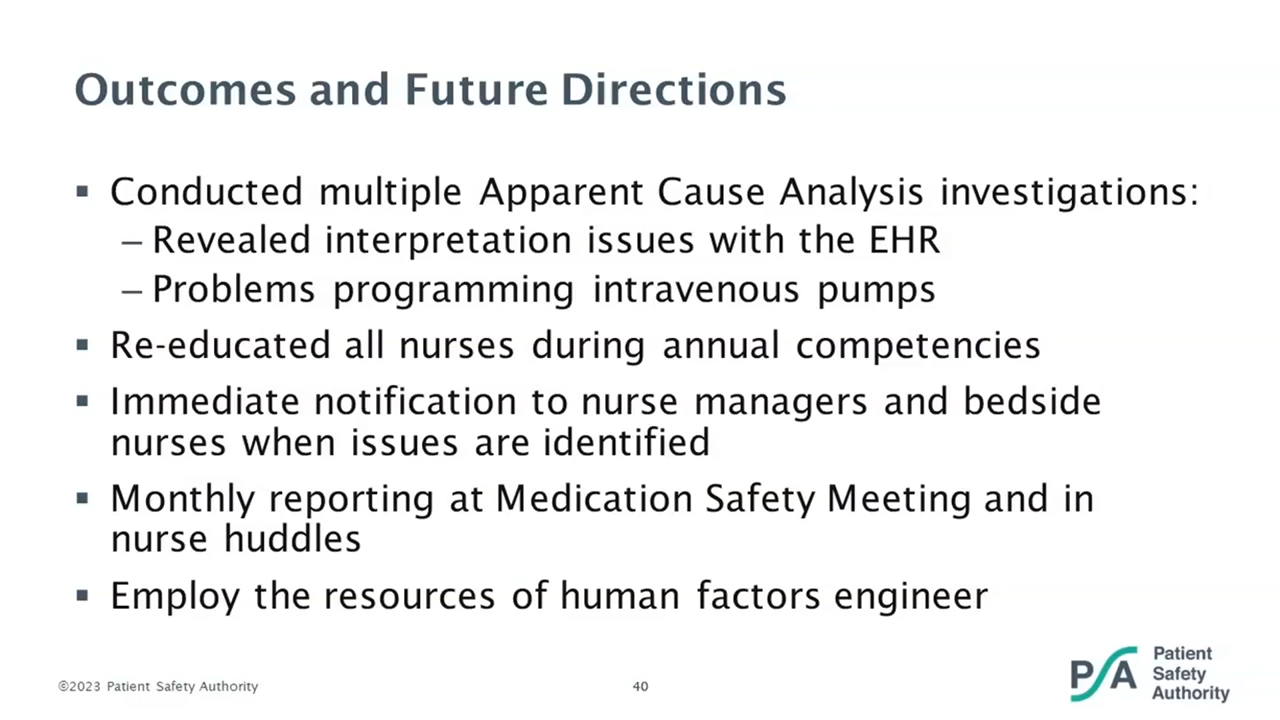 Outcomes and Future Directions
▪ Conducted multiple Apparent Cause Analysis investigations:
– Revealed interpretation issues with the EHR
– Problems programming intravenous pumps
▪ Re-educated all nurses during annual competencies
▪ Immediate notification to nurse managers and bedside
nurses when issues are identified
▪ Monthly reporting at Medication Safety Meeting and in
nurse huddles
▪ Employ the resources of human factors engineer
©2023 Patient Safety Authority
40
PSA
Patient
Safety
Authority